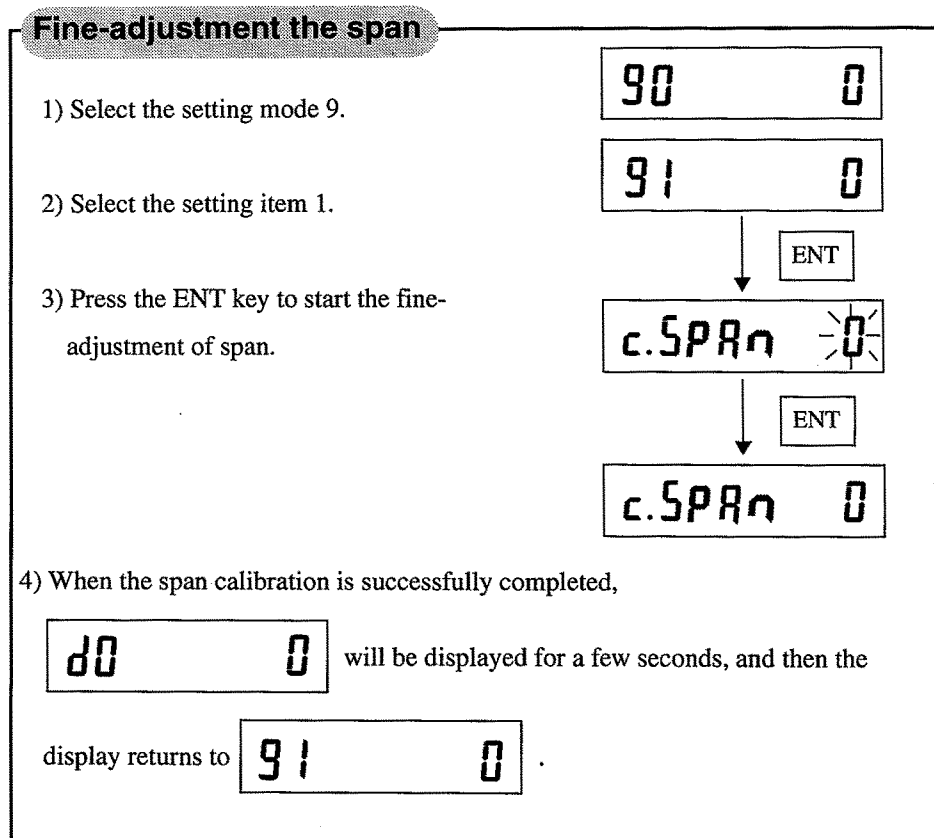 Fine-adjustment the span
90 0
1) Select the setting mode 9.
91 0
2) Select the setting item 1.
ENT
3) Press the ENT key to start the fine-
adjustment of span.
c.SPAn 0
ENT
c.SPAn 0
4) When the span calibration is successfully completed,
d0 0 will be displayed for a few seconds, and then the
display returns to 91 0 .